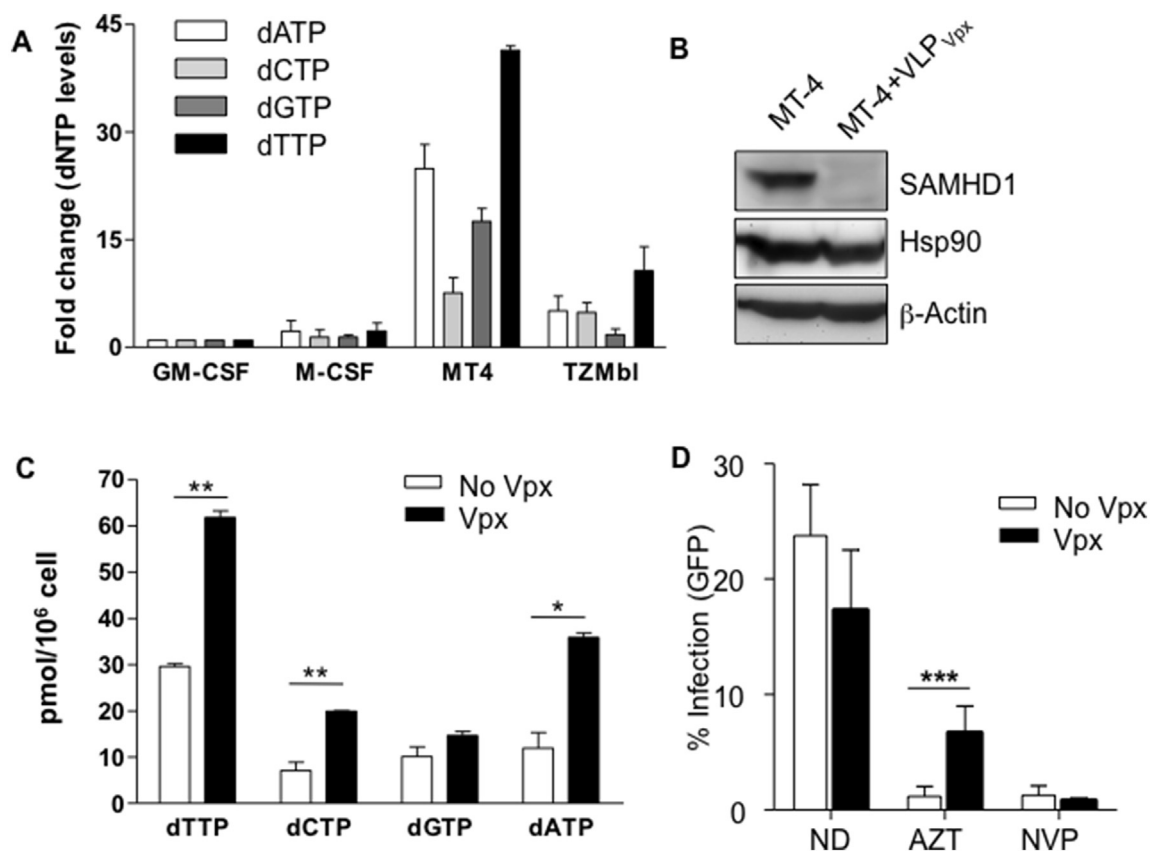 A
45
30
15
0
Fold change (dNTP levels)
dATP
dCTP
dGTP
dTTP
GM-CSF M-CSF MT4 TZMbl
B
MT-4
MT-4+VLP Vpx
SAMHD1
Hsp90
β-Actin
C
70
60
50
40
30
20
10
0
pmol/10⁶ cell
No Vpx
Vpx
**
**
*
dTTP dCTP dGTP dATP
D
30
20
10
0
% Infection (GFP)
No Vpx
Vpx
***
ND AZT NVP